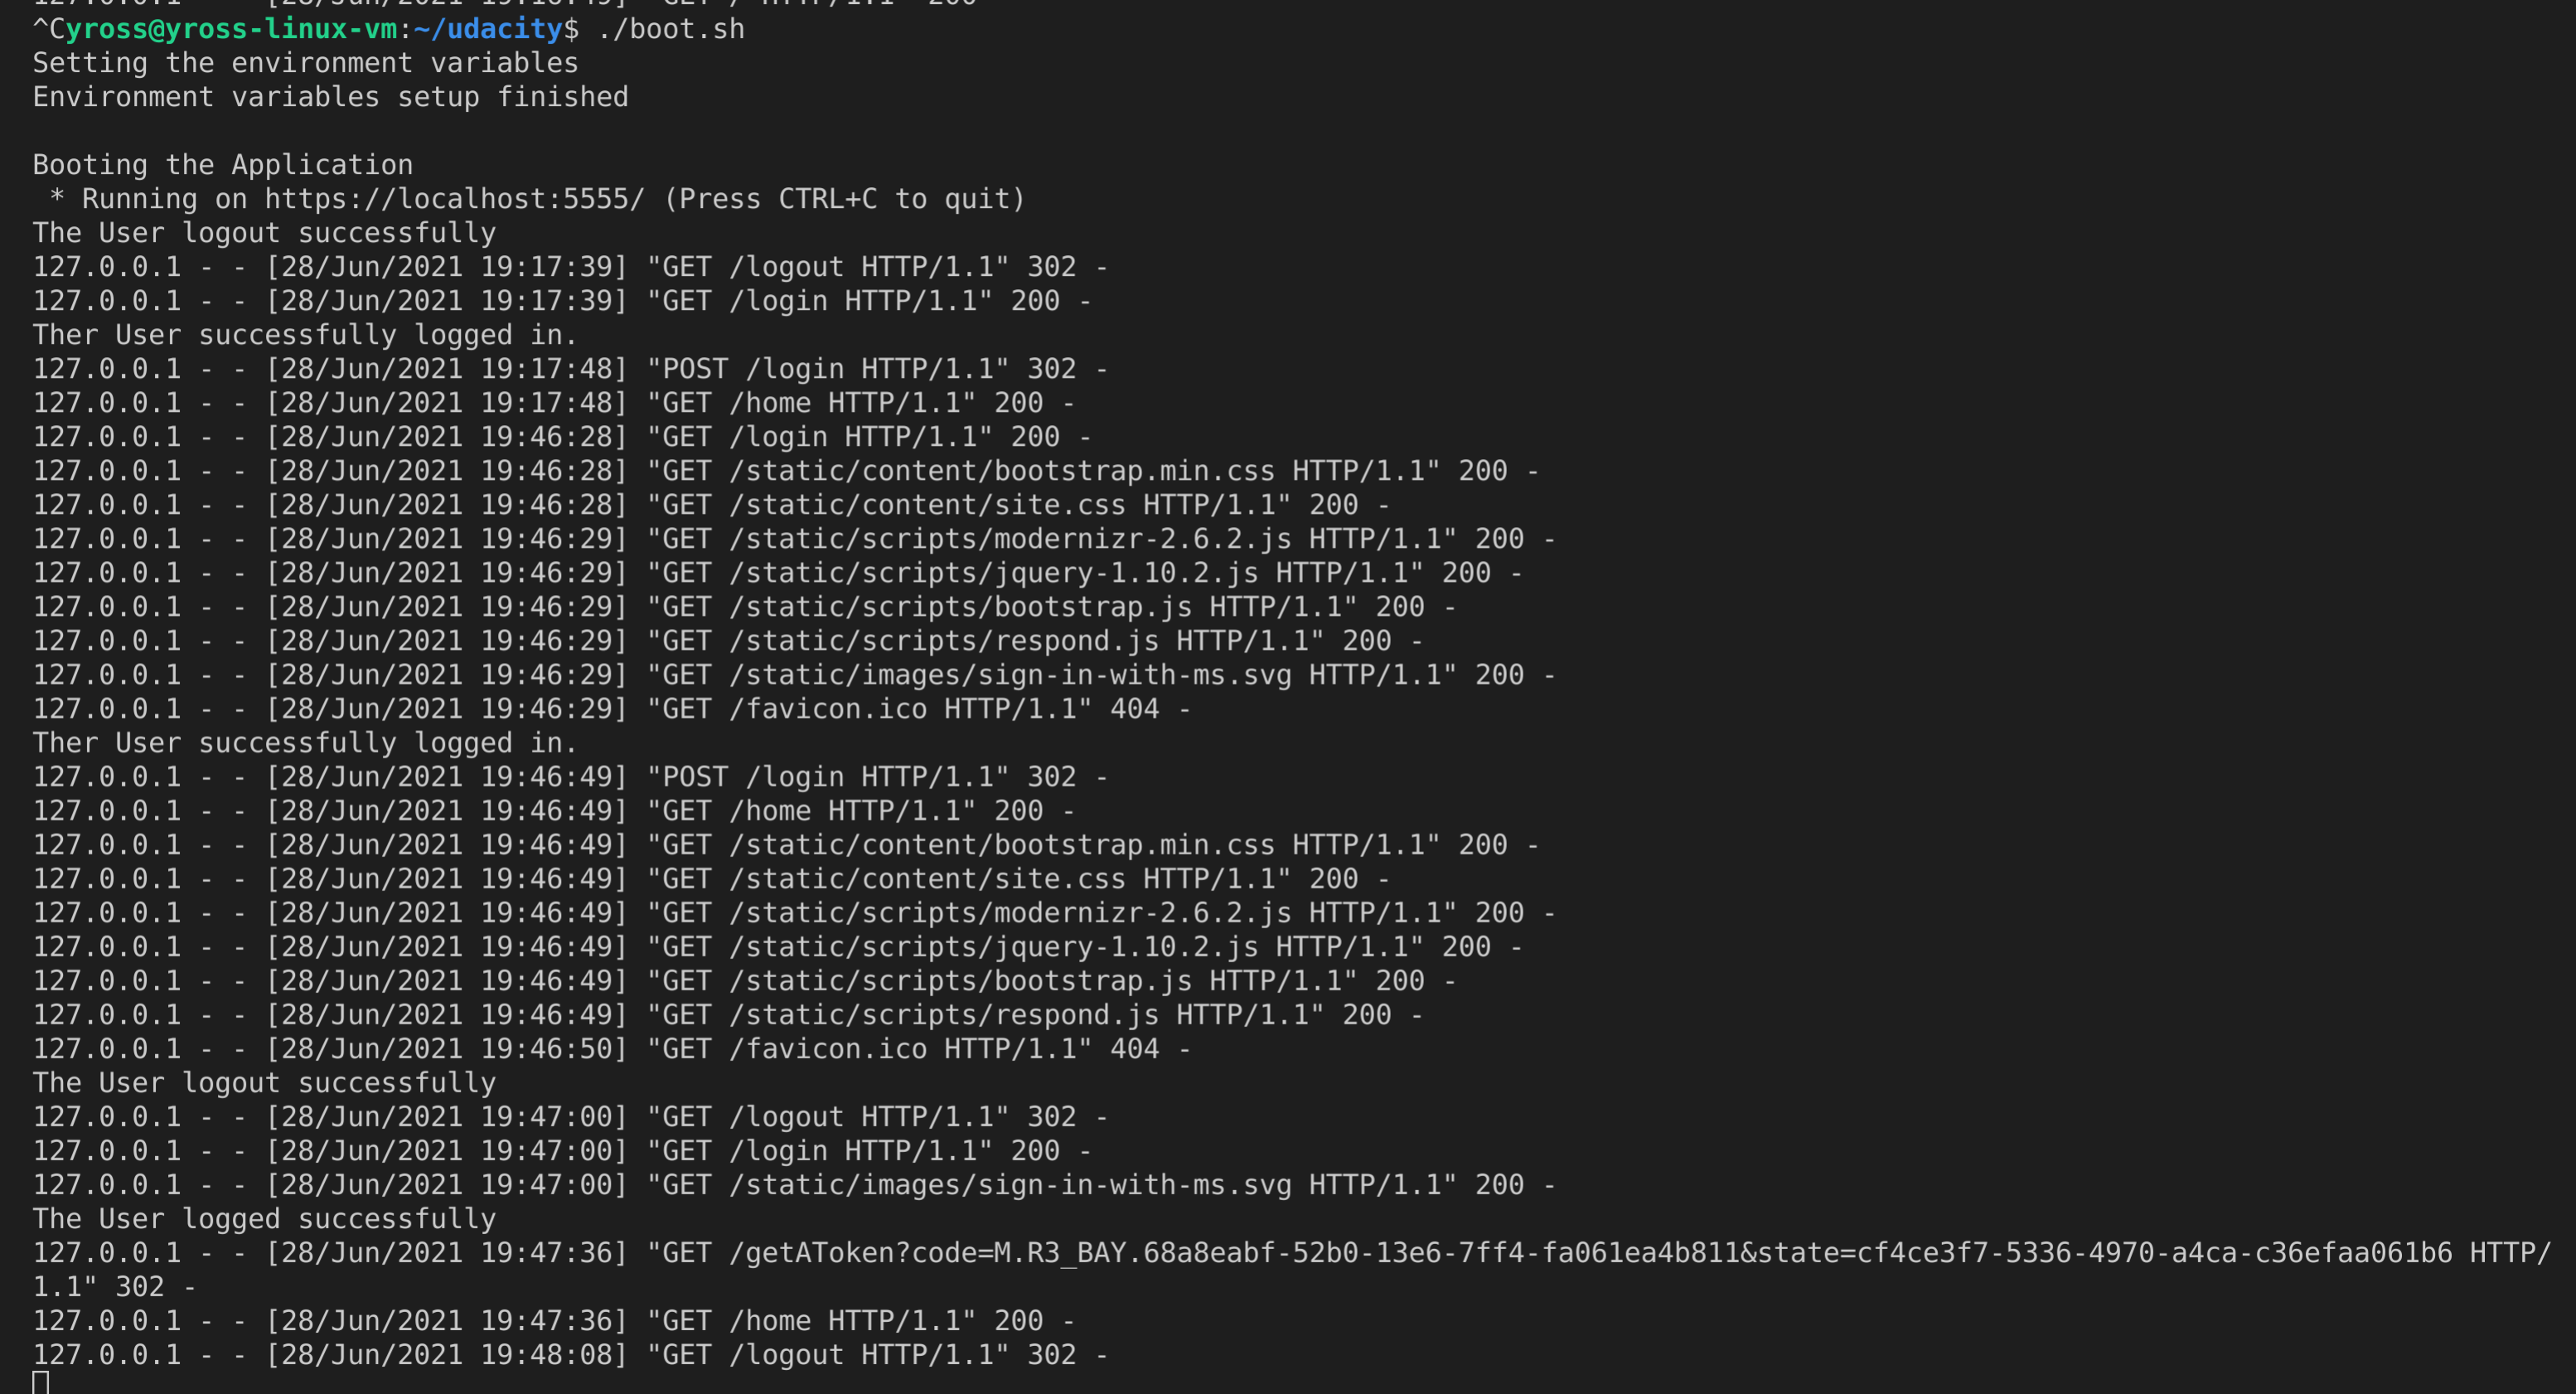 127.0.0.1 - - [28/Jun/2021 19:16:49] "GET / HTTP/1.1" 200 -
^Cyross@yross-linux-vm:~/udacity$ ./boot.sh
Setting the environment variables
Environment variables setup finished
Booting the Application
 * Running on https://localhost:5555/ (Press CTRL+C to quit)
The User logout successfully
127.0.0.1 - - [28/Jun/2021 19:17:39] "GET /logout HTTP/1.1" 302 -
127.0.0.1 - - [28/Jun/2021 19:17:39] "GET /login HTTP/1.1" 200 -
Ther User successfully logged in.
127.0.0.1 - - [28/Jun/2021 19:17:48] "POST /login HTTP/1.1" 302 -
127.0.0.1 - - [28/Jun/2021 19:17:48] "GET /home HTTP/1.1" 200 -
127.0.0.1 - - [28/Jun/2021 19:46:28] "GET /login HTTP/1.1" 200 -
127.0.0.1 - - [28/Jun/2021 19:46:28] "GET /static/content/bootstrap.min.css HTTP/1.1" 200 -
127.0.0.1 - - [28/Jun/2021 19:46:28] "GET /static/content/site.css HTTP/1.1" 200 -
127.0.0.1 - - [28/Jun/2021 19:46:29] "GET /static/scripts/modernizr-2.6.2.js HTTP/1.1" 200 -
127.0.0.1 - - [28/Jun/2021 19:46:29] "GET /static/scripts/jquery-1.10.2.js HTTP/1.1" 200 -
127.0.0.1 - - [28/Jun/2021 19:46:29] "GET /static/scripts/bootstrap.js HTTP/1.1" 200 -
127.0.0.1 - - [28/Jun/2021 19:46:29] "GET /static/scripts/respond.js HTTP/1.1" 200 -
127.0.0.1 - - [28/Jun/2021 19:46:29] "GET /static/images/sign-in-with-ms.svg HTTP/1.1" 200 -
127.0.0.1 - - [28/Jun/2021 19:46:29] "GET /favicon.ico HTTP/1.1" 404 -
Ther User successfully logged in.
127.0.0.1 - - [28/Jun/2021 19:46:49] "POST /login HTTP/1.1" 302 -
127.0.0.1 - - [28/Jun/2021 19:46:49] "GET /home HTTP/1.1" 200 -
127.0.0.1 - - [28/Jun/2021 19:46:49] "GET /static/content/bootstrap.min.css HTTP/1.1" 200 -
127.0.0.1 - - [28/Jun/2021 19:46:49] "GET /static/content/site.css HTTP/1.1" 200 -
127.0.0.1 - - [28/Jun/2021 19:46:49] "GET /static/scripts/modernizr-2.6.2.js HTTP/1.1" 200 -
127.0.0.1 - - [28/Jun/2021 19:46:49] "GET /static/scripts/jquery-1.10.2.js HTTP/1.1" 200 -
127.0.0.1 - - [28/Jun/2021 19:46:49] "GET /static/scripts/bootstrap.js HTTP/1.1" 200 -
127.0.0.1 - - [28/Jun/2021 19:46:49] "GET /static/scripts/respond.js HTTP/1.1" 200 -
127.0.0.1 - - [28/Jun/2021 19:46:50] "GET /favicon.ico HTTP/1.1" 404 -
The User logout successfully
127.0.0.1 - - [28/Jun/2021 19:47:00] "GET /logout HTTP/1.1" 302 -
127.0.0.1 - - [28/Jun/2021 19:47:00] "GET /login HTTP/1.1" 200 -
127.0.0.1 - - [28/Jun/2021 19:47:00] "GET /static/images/sign-in-with-ms.svg HTTP/1.1" 200 -
The User logged successfully
127.0.0.1 - - [28/Jun/2021 19:47:36] "GET /getAToken?code=M.R3_BAY.68a8eabf-52b0-13e6-7ff4-fa061ea4b811&state=cf4ce3f7-5336-4970-a4ca-c36efaa061b6 HTTP/
1.1" 302 -
127.0.0.1 - - [28/Jun/2021 19:47:36] "GET /home HTTP/1.1" 200 -
127.0.0.1 - - [28/Jun/2021 19:48:08] "GET /logout HTTP/1.1" 302 -